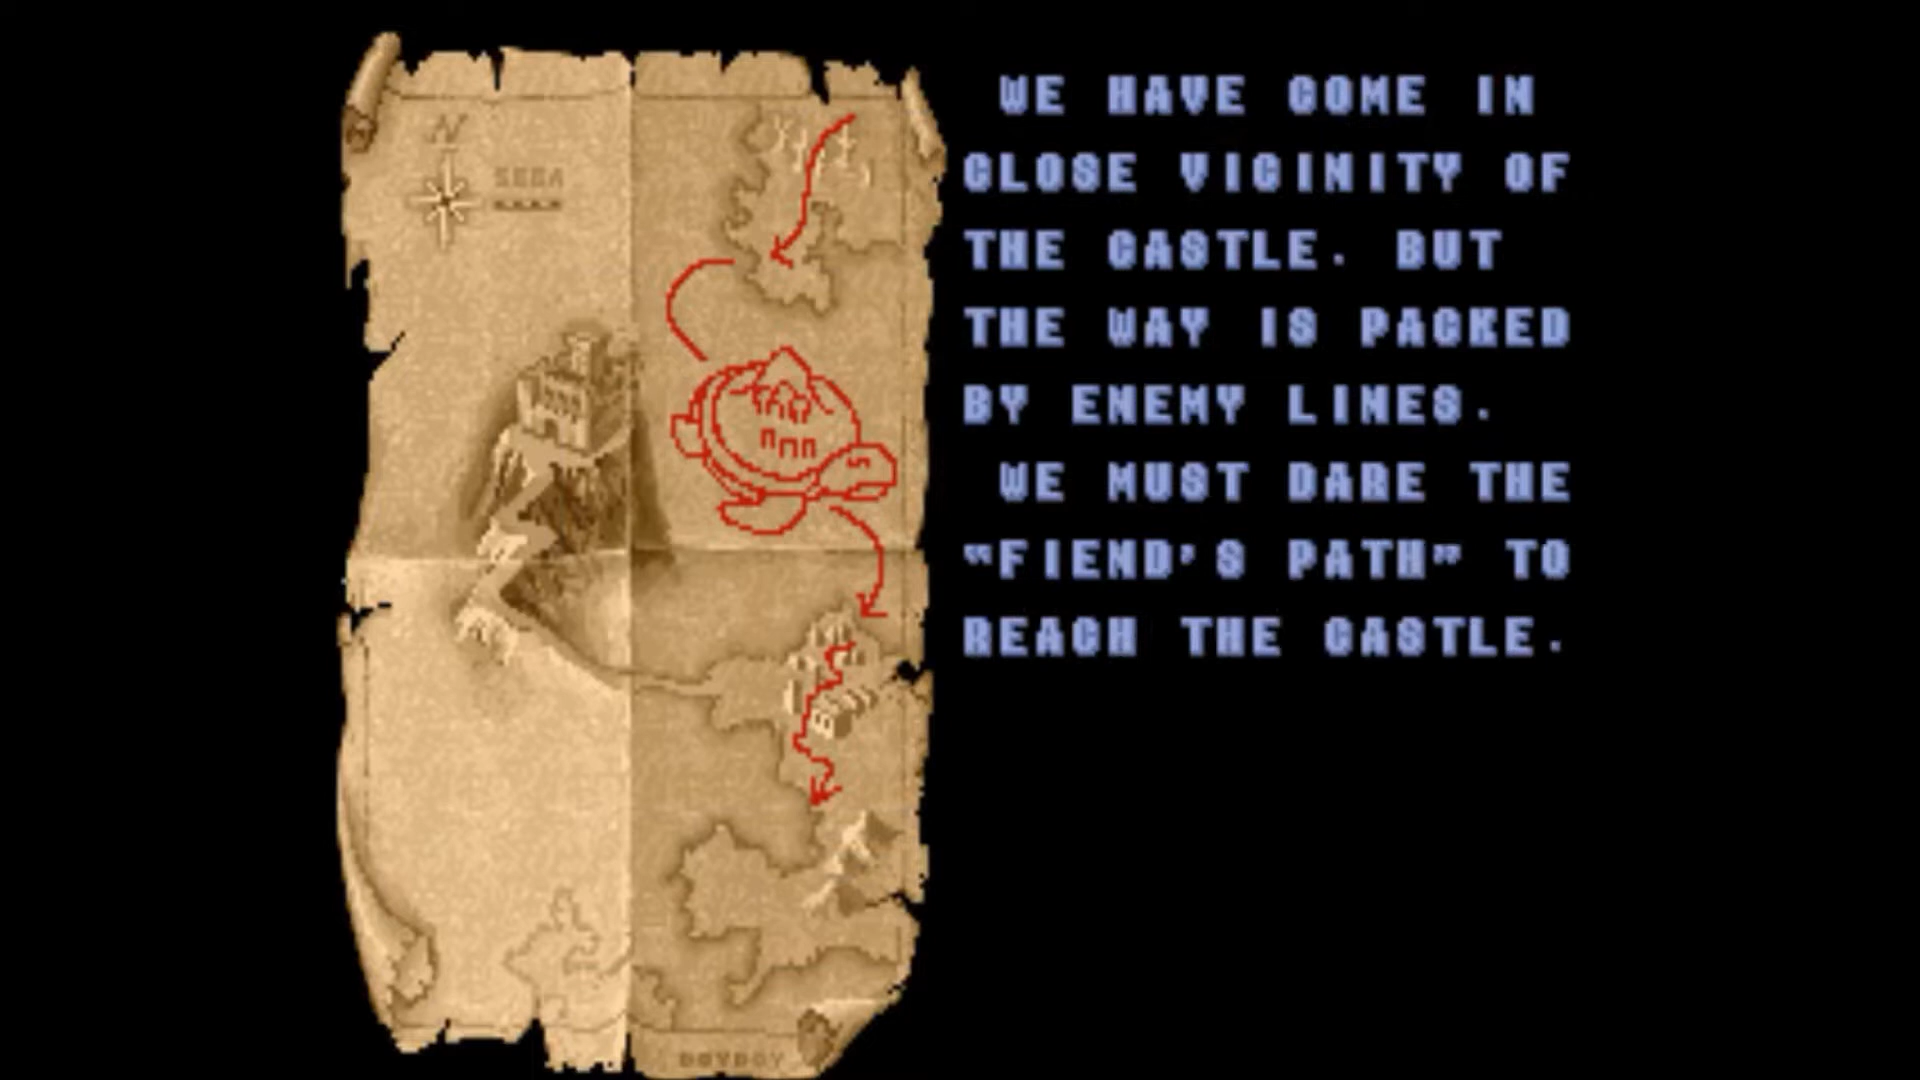 N
SEGA
WE HAVE COME IN
CLOSE VICINITY OF
THE CASTLE. BUT
THE WAY IS PACKED
BY ENEMY LINES.
WE MUST DARE THE
"FIEND'S PATH" TO
REACH THE CASTLE.